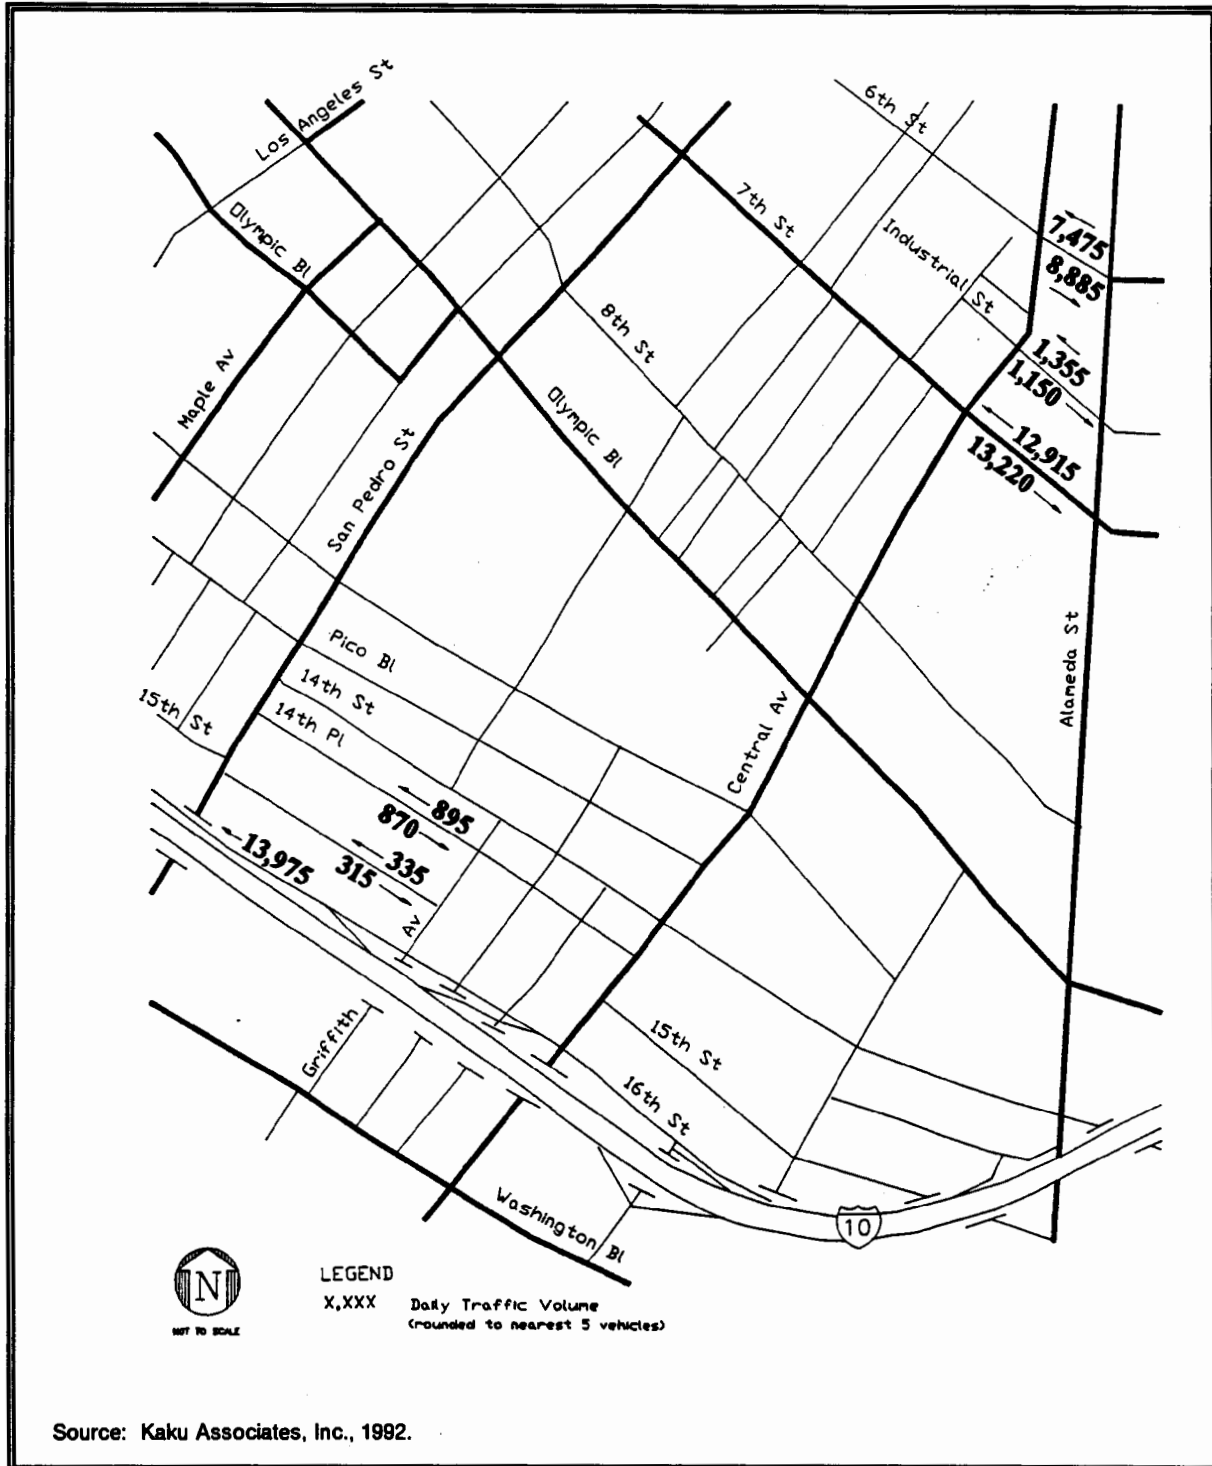 Los Angeles St
6th St
Olympic Bl
7th St
Industrial St
7,475
8,885
8th St
1,355
1,150
Maple Av
Olympic Bl
12,915
13,220
San Pedro St
Alameda St
Pico Bl
14th St
15th St
14th Pl
Central Av
895
870
13,975
335
315
Av
Griffith
15th St
16th St
Washington Bl
10
N
NOT TO SCALE
LEGEND
X,XXX Daily Traffic Volume
(rounded to nearest 5 vehicles)
Source: Kaku Associates, Inc., 1992.